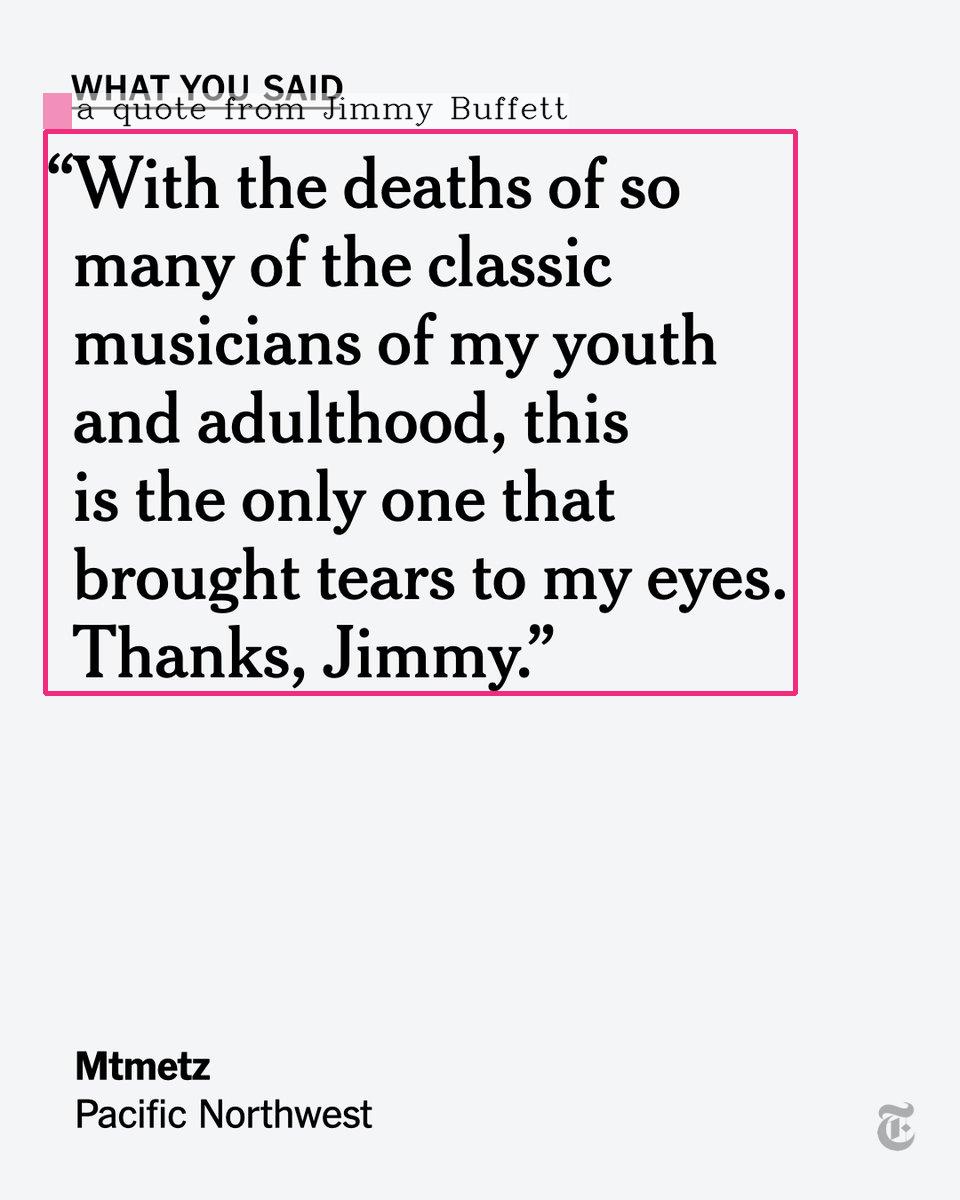 WHAT YOU SAID
a quote from Jimmy Buffett
“With the deaths of so
many of the classic
musicians of my youth
and adulthood, this
is the only one that
brought tears to my eyes.
Thanks, Jimmy.”
Mtmetz
Pacific Northwest
T